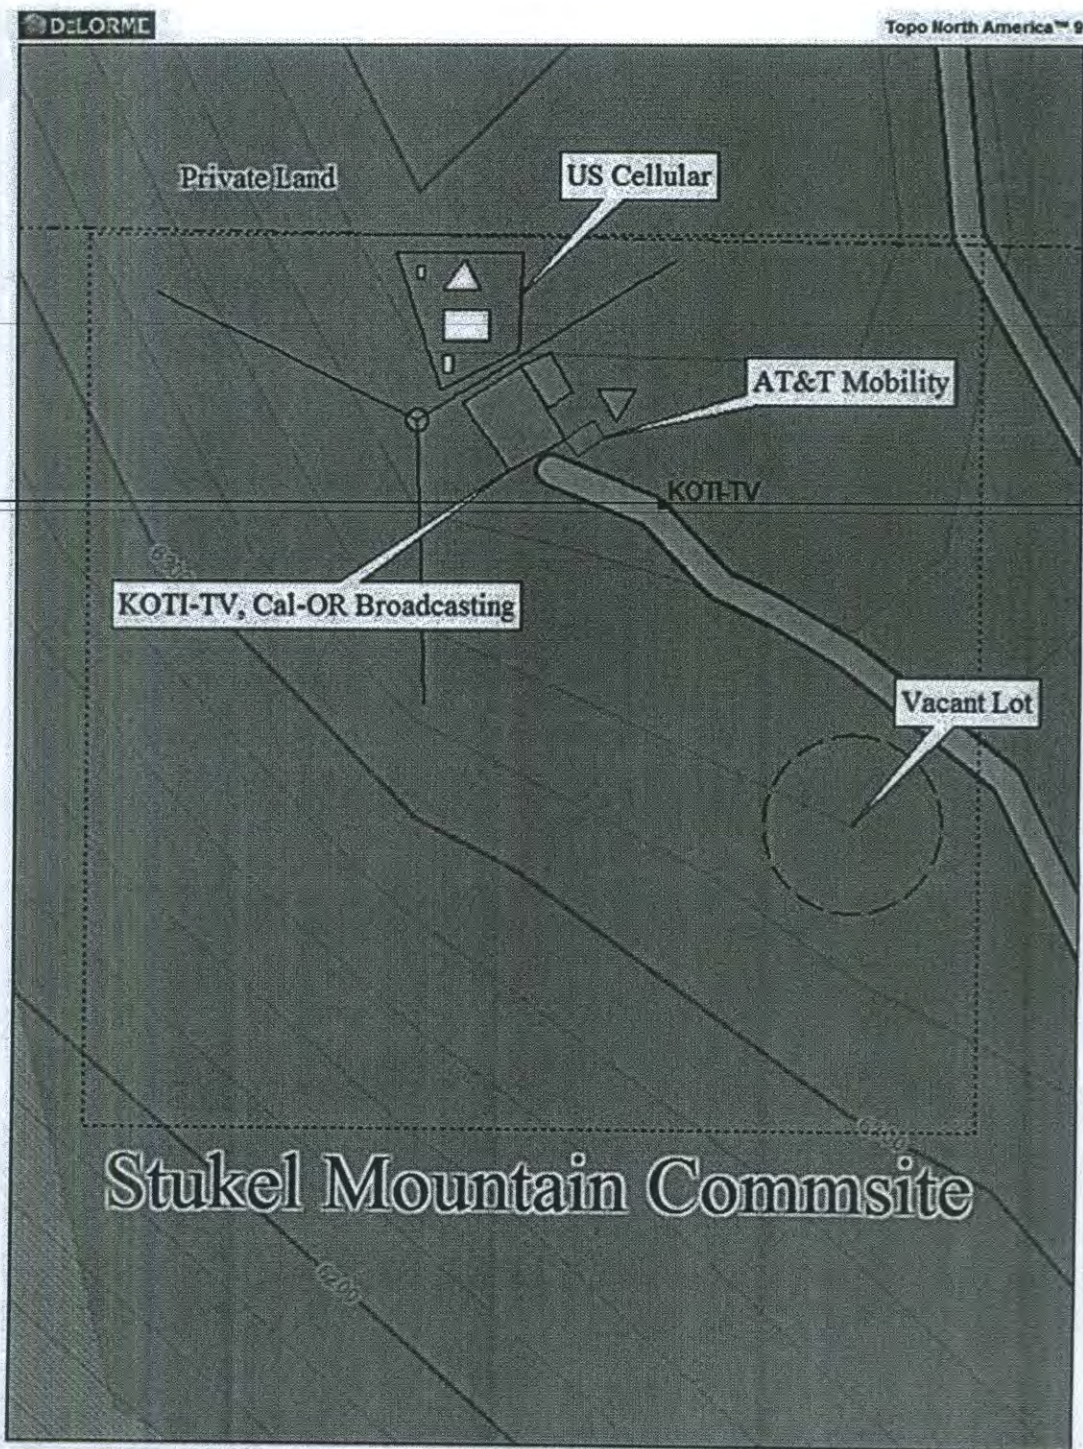 DELORME
Topo North America™ 9
Private Land
US Cellular
AT&T Mobility
KOTI-TV
KOTI-TV, Cal-OR Broadcasting
Vacant Lot
Stukel Mountain Commsite
6200